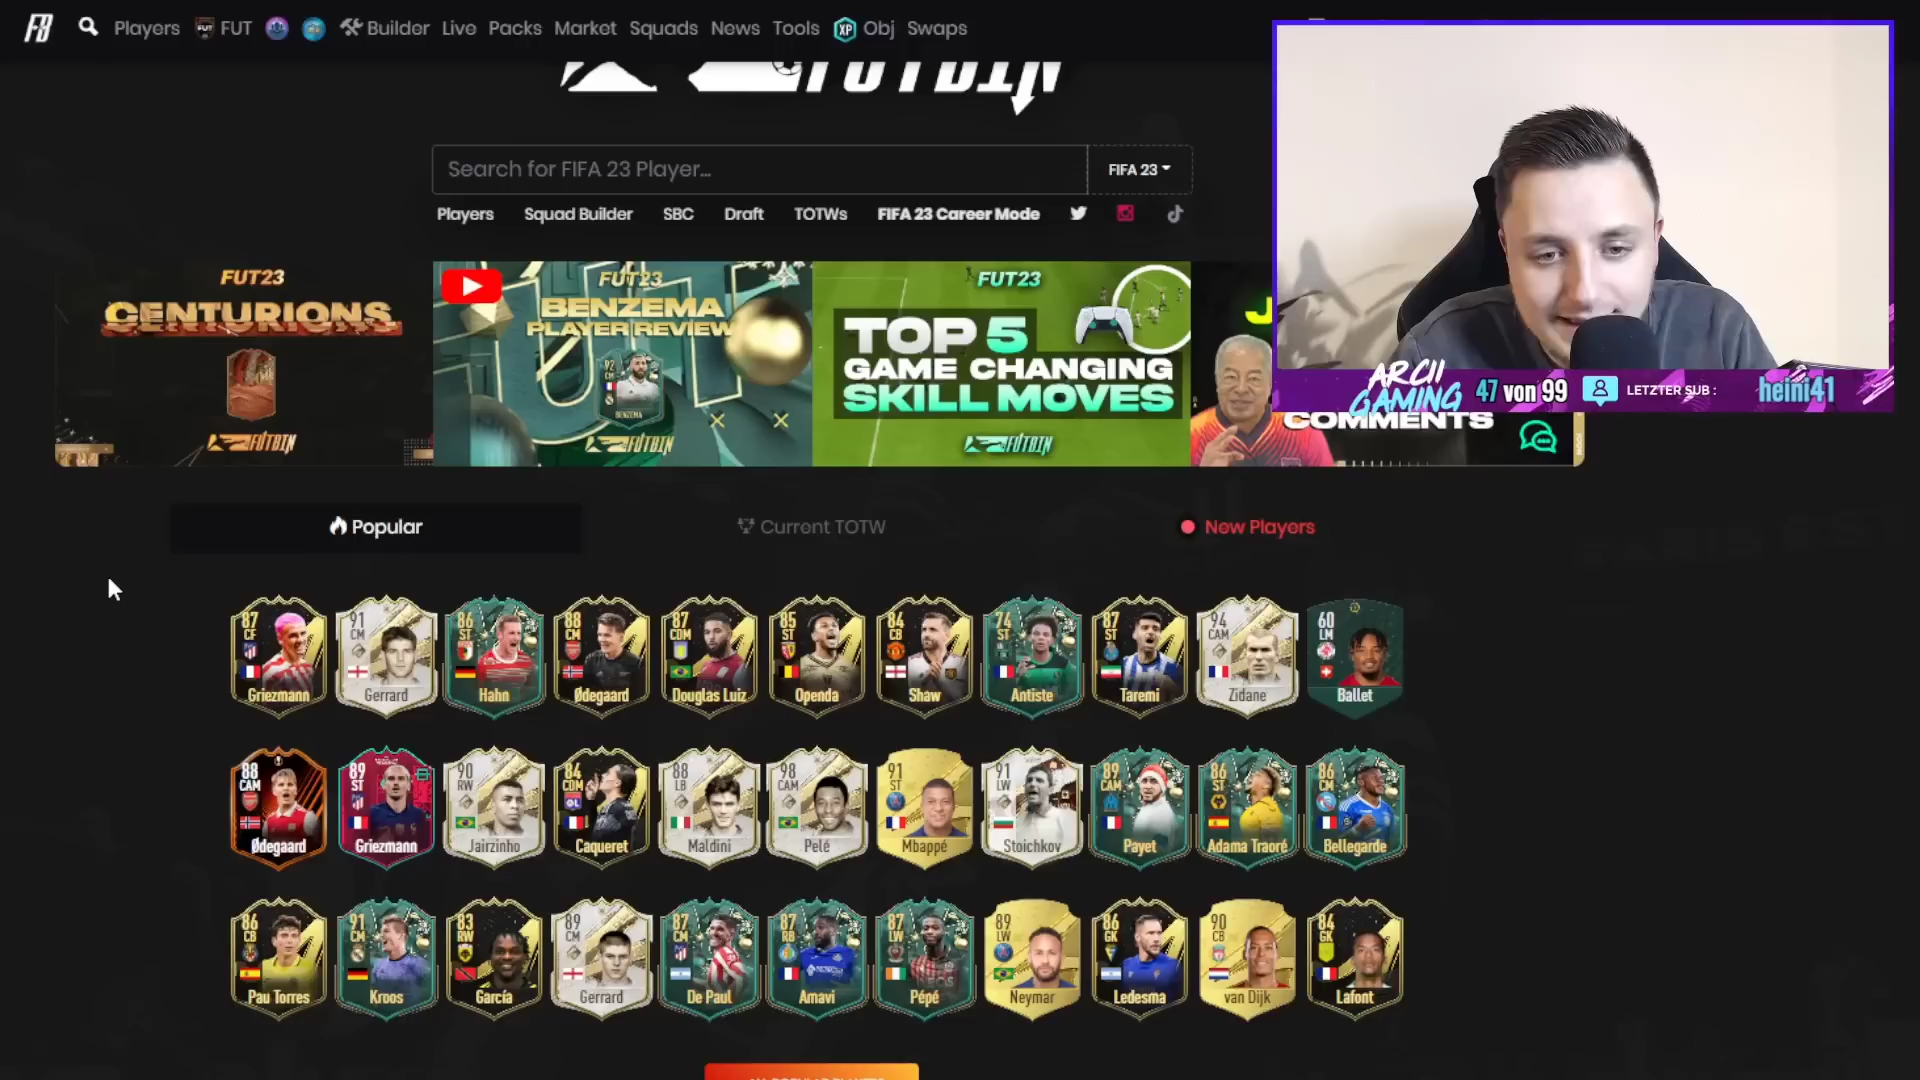 Players FUT Builder Live Packs Market Squads News Tools XP Obj Swaps
FUTBIN
Search for FIFA 23 Player...
FIFA 23
Players Squad Builder SBC Draft TOTWs FIFA 23 Career Mode
FUT23
CENTURIONS
FUTBIN
FUT23
BENZEMA
PLAYER REVIEW
92
CM
BENZEMA
FUTBIN
FUT23
TOP 5
GAME CHANGING
SKILL MOVES
FUTBIN
COMMENTS
ARCII
GAMING
47 von 99
LETZTER SUB :
heini41
Popular
Current TOTW
New Players
87 CF Griezmann
91 CM Gerrard
86 ST Hahn
88 CM Ødegaard
87 CDM Douglas Luiz
85 ST Openda
84 CB Shaw
74 ST Antiste
87 ST Taremi
94 CAM Zidane
60 LM Ballet
88 CAM Ødegaard
89 ST Griezmann
90 RW Jairzinho
84 CDM Caqueret
88 LB Maldini
98 CAM Pelé
91 ST Mbappé
91 LW Stoichkov
89 CAM Payet
86 ST Adama Traoré
86 CM Bellegarde
86 CB Pau Torres
91 CM Kroos
83 RW García
89 CM Gerrard
87 CM De Paul
87 RB Amavi
87 LW Pépé
89 LW Neymar
86 GK Ledesma
90 CB van Dijk
84 GK Lafont